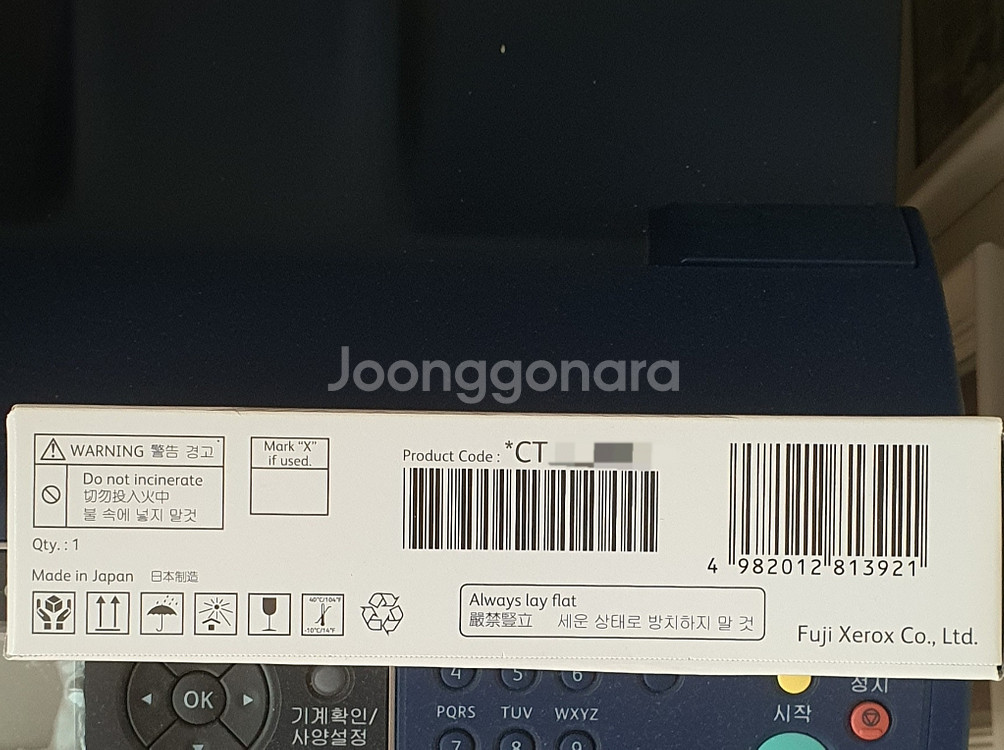 Joonggonara
WARNING 警告 경고
Do not incinerate
切勿投入火中
불 속에 넣지 말것
Mark "X"
if used.
Product Code : *CT
4 982012 813921
Qty. : 1
Made in Japan 日本制造
40°C/104°F
-10°C/14°F
Always lay flat
嚴禁豎立 세운 상태로 방치하지 말 것
Fuji Xerox Co., Ltd.
OK
기계확인/
사양설정
4 5 6
PQRS TUV WXYZ
7 8 9
시작
정지